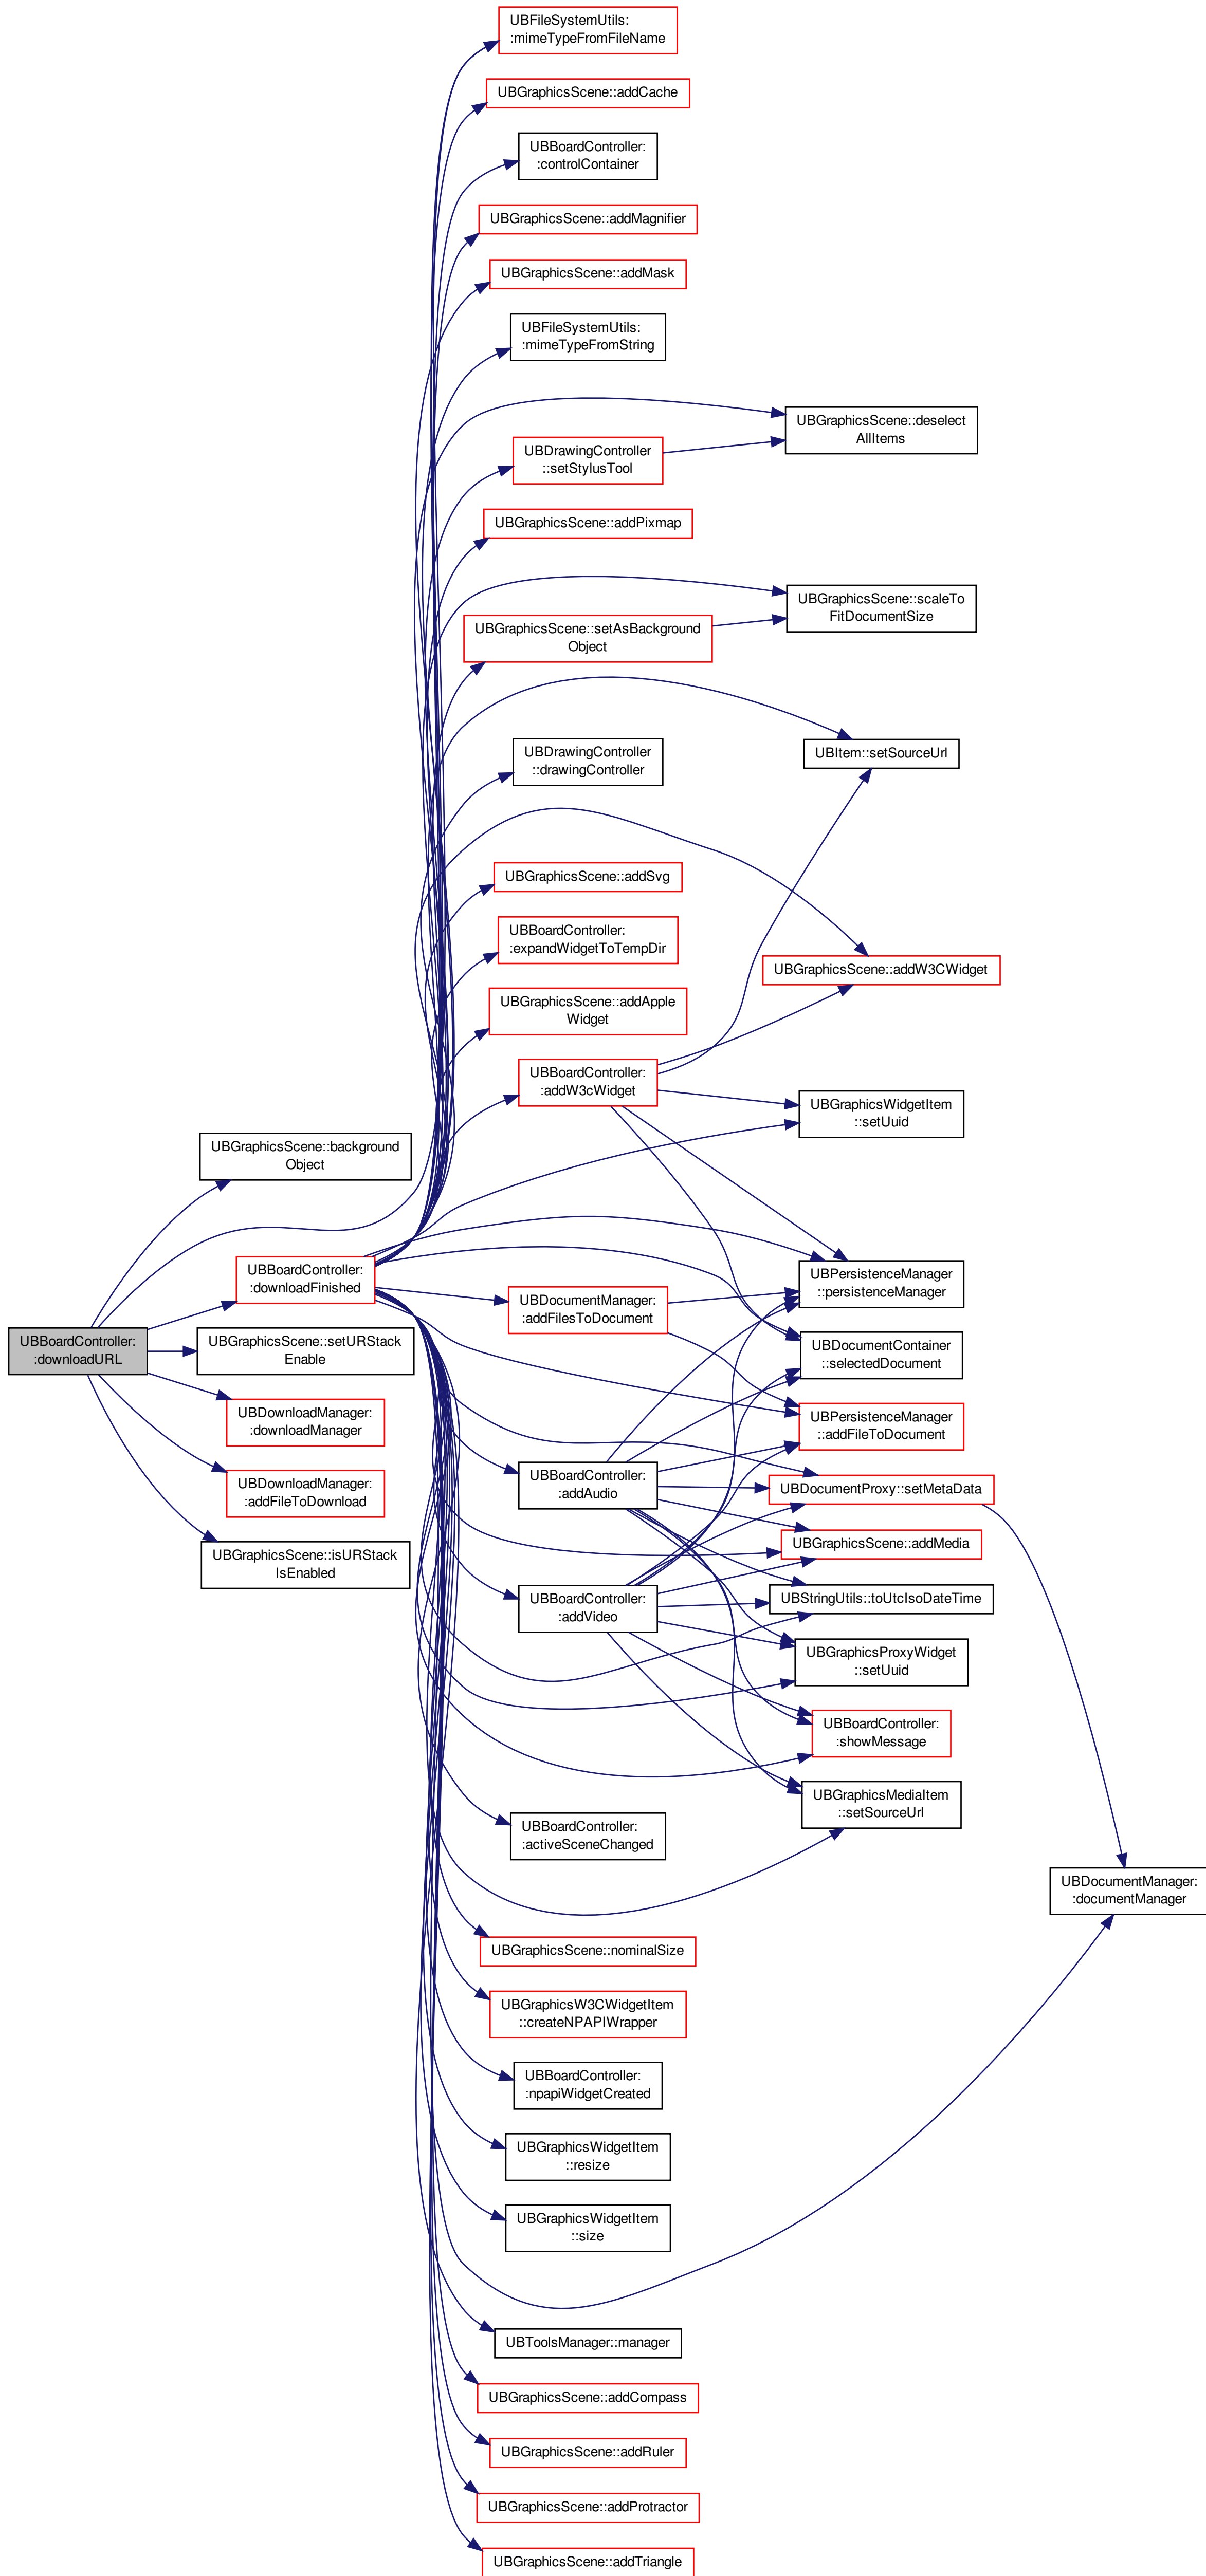 UBFileSystemUtils:
:mimeTypeFromFileName
UBGraphicsScene::addCache
UBBoardController:
:controlContainer
UBGraphicsScene::addMagnifier
UBGraphicsScene::addMask
UBFileSystemUtils:
:mimeTypeFromString
UBGraphicsScene::deselect
AllItems
UBDrawingController
::setStylusTool
UBGraphicsScene::addPixmap
UBGraphicsScene::scaleTo
FitDocumentSize
UBGraphicsScene::setAsBackground
Object
UBDrawingController
::drawingController
UBItem::setSourceUrl
UBGraphicsScene::addSvg
UBBoardController:
:expandWidgetToTempDir
UBGraphicsScene::addW3CWidget
UBGraphicsScene::addApple
Widget
UBBoardController:
:addW3cWidget
UBGraphicsWidgetItem
::setUuid
UBGraphicsScene::background
Object
UBBoardController:
:downloadFinished
UBPersistenceManager
::persistenceManager
UBDocumentManager:
:addFilesToDocument
UBBoardController:
:downloadURL
UBGraphicsScene::setURStack
Enable
UBDocumentContainer
::selectedDocument
UBDownloadManager:
:downloadManager
UBPersistenceManager
::addFileToDocument
UBDownloadManager:
:addFileToDownload
UBBoardController:
:addAudio
UBDocumentProxy::setMetaData
UBGraphicsScene::isURStack
IsEnabled
UBGraphicsScene::addMedia
UBBoardController:
:addVideo
UBStringUtils::toUtcIsoDateTime
UBGraphicsProxyWidget
::setUuid
UBBoardController:
:showMessage
UBGraphicsMediaItem
::setSourceUrl
UBBoardController:
:activeSceneChanged
UBDocumentManager:
:documentManager
UBGraphicsScene::nominalSize
UBGraphicsW3CWidgetItem
::createNPAPIWrapper
UBBoardController:
:npapiWidgetCreated
UBGraphicsWidgetItem
::resize
UBGraphicsWidgetItem
::size
UBToolsManager::manager
UBGraphicsScene::addCompass
UBGraphicsScene::addRuler
UBGraphicsScene::addProtractor
UBGraphicsScene::addTriangle